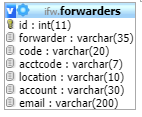 ifw.forwarders
id : int(11)
forwarder : varchar(35)
code : varchar(20)
acctcode : varchar(7)
location : varchar(10)
account : varchar(30)
email : varchar(200)